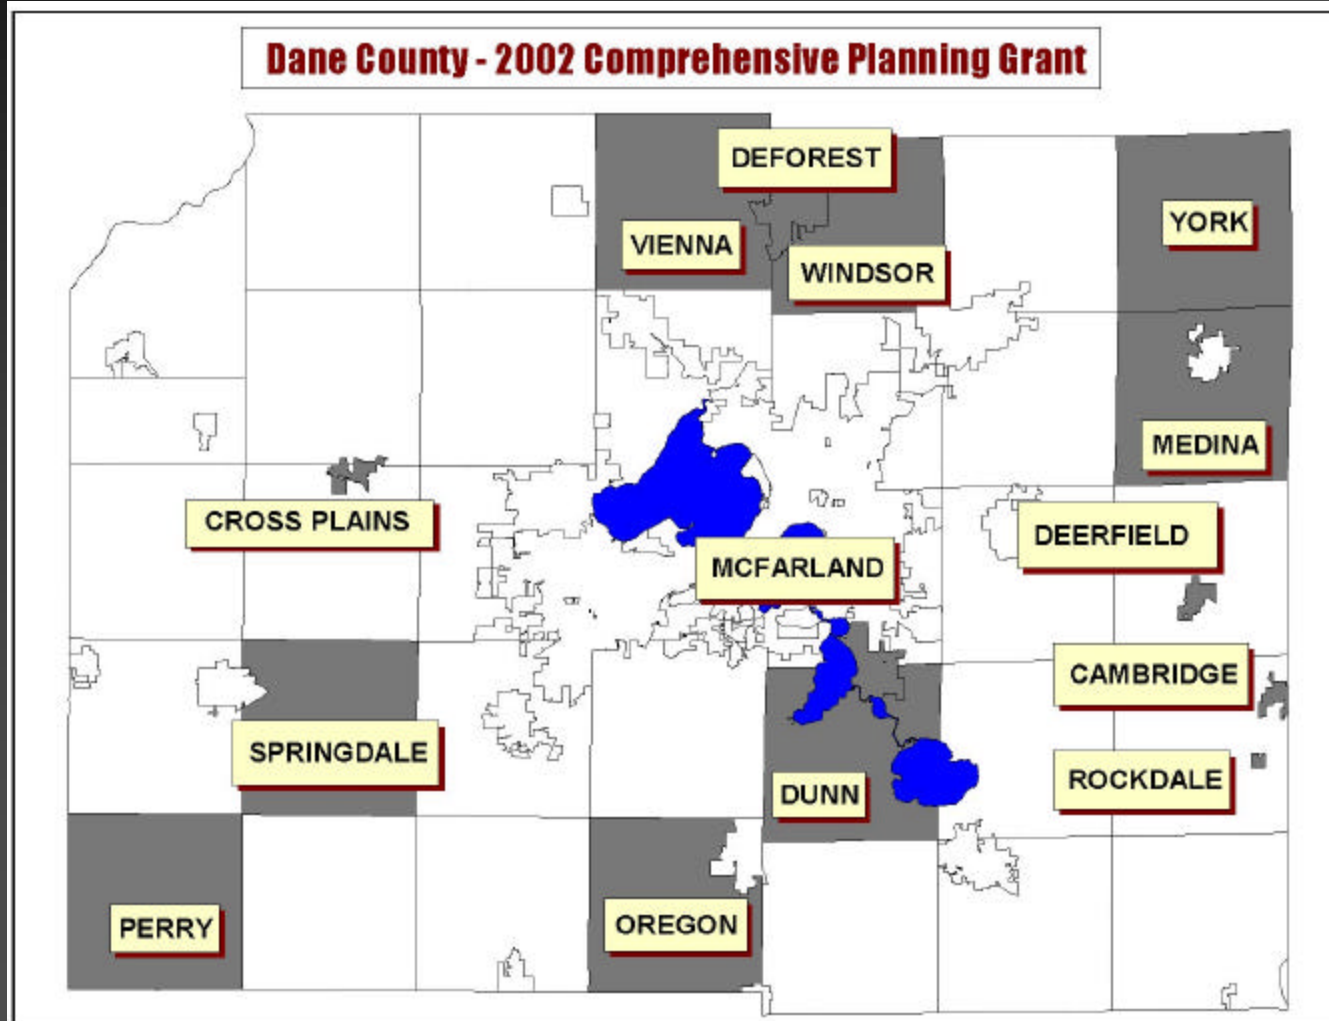 Dane County - 2002 Comprehensive Planning Grant
DEFOREST
YORK
VIENNA
WINDSOR
MEDINA
CROSS PLAINS
DEERFIELD
MCFARLAND
CAMBRIDGE
SPRINGDALE
ROCKDALE
DUNN
PERRY
OREGON